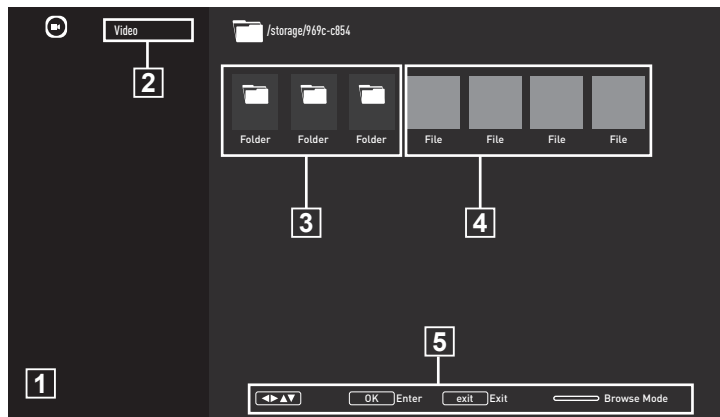 Video
/storage/969c-c854
2
Folder Folder Folder File File File File
3 4
5
1
◀▶▲▼ OK Enter exit Exit Browse Mode